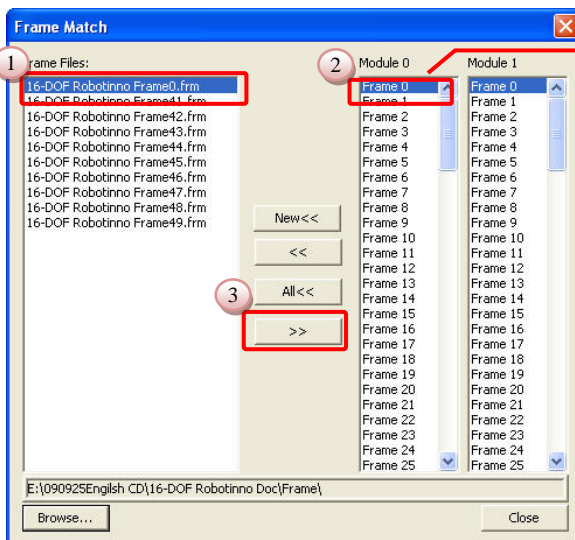 Frame Match
1
rame Files:
2
Module 0
Module 1
16-DOF Robotinno Frame0.frm
16-DOF Robotinno Frame41.frm
16-DOF Robotinno Frame42.frm
16-DOF Robotinno Frame43.frm
16-DOF Robotinno Frame44.frm
16-DOF Robotinno Frame45.frm
16-DOF Robotinno Frame46.frm
16-DOF Robotinno Frame47.frm
16-DOF Robotinno Frame48.frm
16-DOF Robotinno Frame49.frm
New<<
<<
3
All<<
>>
Frame 0
Frame 1
Frame 2
Frame 3
Frame 4
Frame 5
Frame 6
Frame 7
Frame 8
Frame 9
Frame 10
Frame 11
Frame 12
Frame 13
Frame 14
Frame 15
Frame 16
Frame 17
Frame 18
Frame 19
Frame 20
Frame 21
Frame 22
Frame 23
Frame 24
Frame 25
Frame 0
Frame 1
Frame 2
Frame 3
Frame 4
Frame 5
Frame 6
Frame 7
Frame 8
Frame 9
Frame 10
Frame 11
Frame 12
Frame 13
Frame 14
Frame 15
Frame 16
Frame 17
Frame 18
Frame 19
Frame 20
Frame 21
Frame 22
Frame 23
Frame 24
Frame 25
E:\090925Engilsh CD\16-DOF Robotinno Doc\Frame\
Browse...
Close